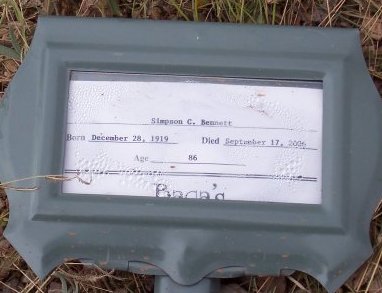 Simpson C. Bennett
Born December 28, 1919 Died September 17, 2006
Age 86